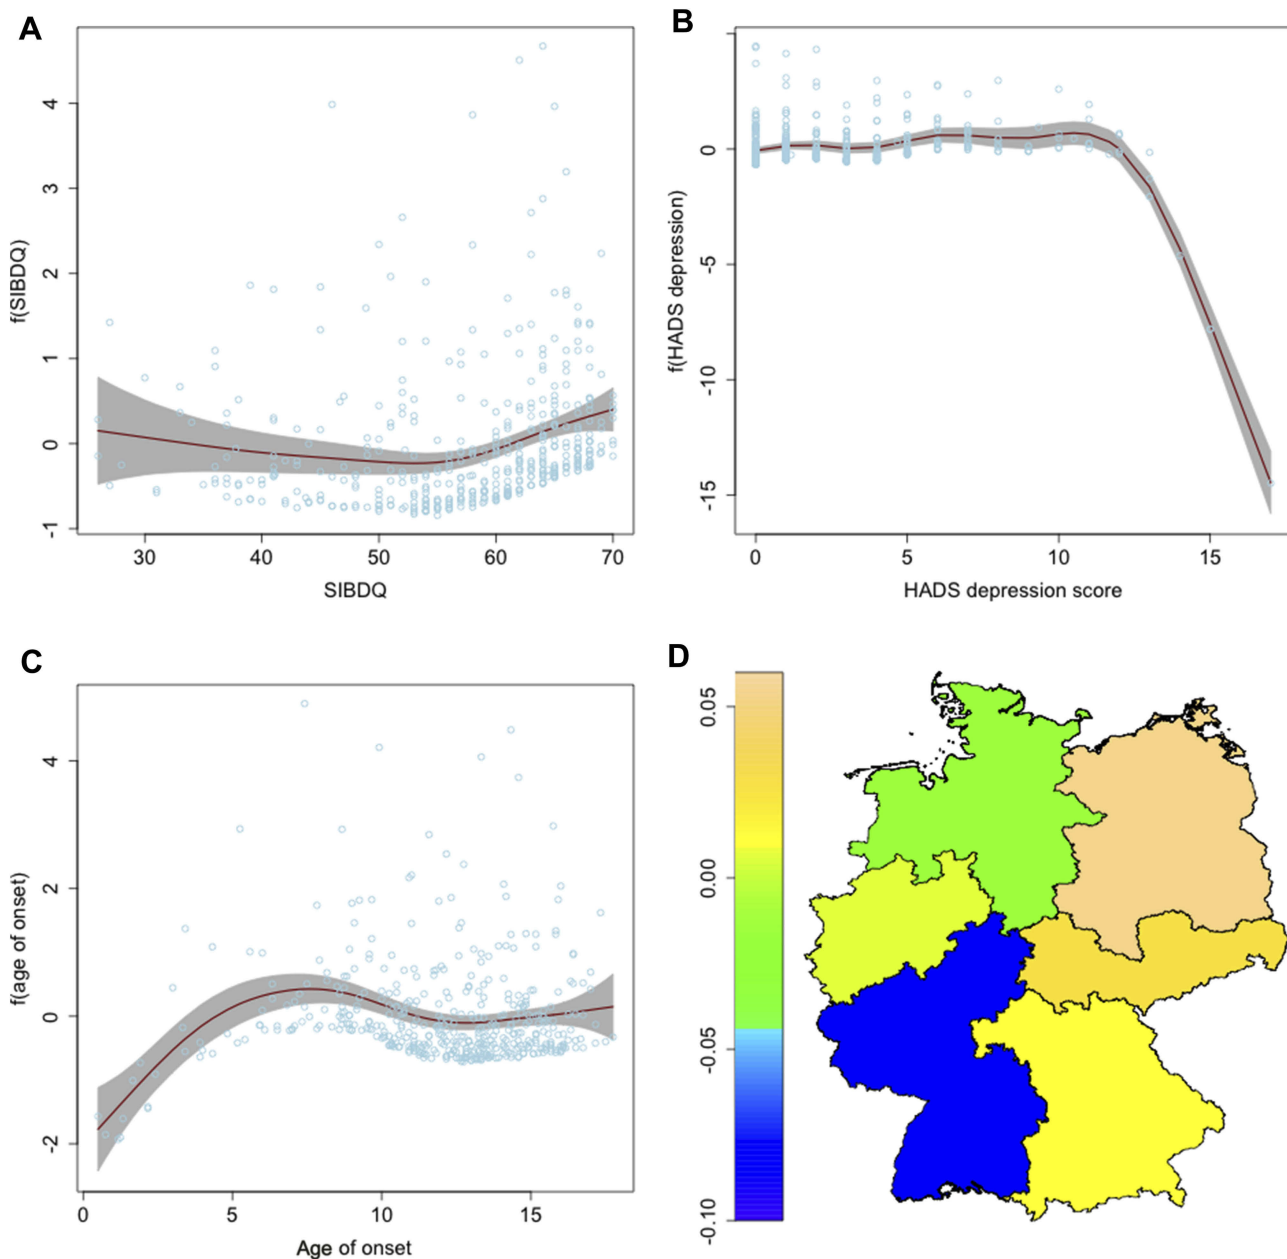 A
f(SIBDQ)
4
3
2
1
0
-1
30 40 50 60 70
SIBDQ
B
f(HADS depression)
0
-5
-10
-15
0 5 10 15
HADS depression score
C
f(age of onset)
4
2
0
-2
0 5 10 15
Age of onset
D
0.05
0.00
-0.05
-0.10